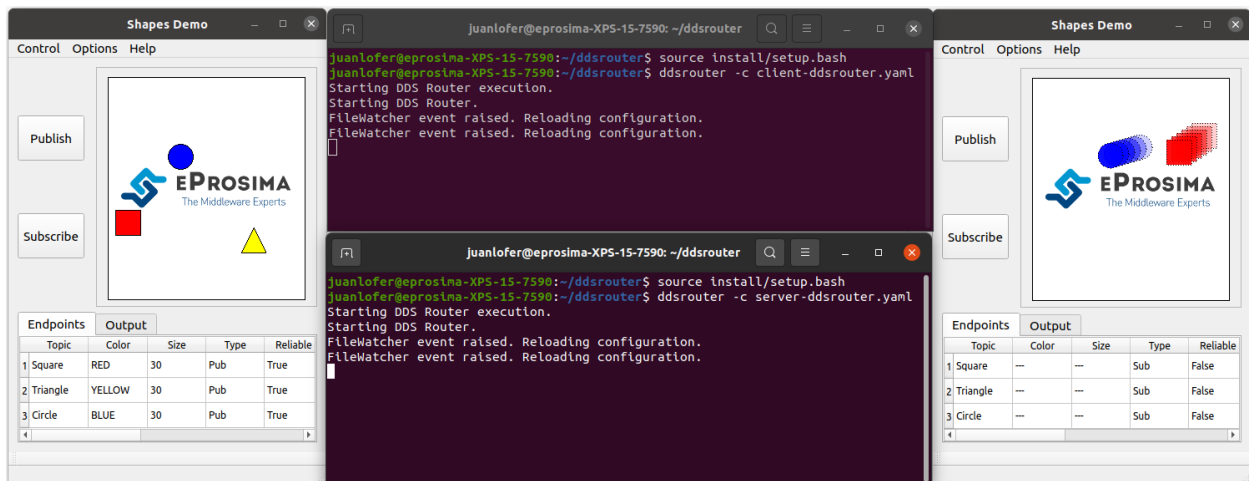 Shapes Demo
Control Options Help
Publish
Subscribe
EPROSIMA
The Middleware Experts
Endpoints Output
Topic Color Size Type Reliable
1 Square RED 30 Pub True
2 Triangle YELLOW 30 Pub True
3 Circle BLUE 30 Pub True
juanlofer@eprosima-XPS-15-7590: ~/ddsrouter
juanlofer@eprosima-XPS-15-7590:~/ddsrouter$ source install/setup.bash
juanlofer@eprosima-XPS-15-7590:~/ddsrouter$ ddsrouter -c client-ddsrouter.yaml
Starting DDS Router execution.
Starting DDS Router.
FileWatcher event raised. Reloading configuration.
FileWatcher event raised. Reloading configuration.
juanlofer@eprosima-XPS-15-7590: ~/ddsrouter
juanlofer@eprosima-XPS-15-7590:~/ddsrouter$ source install/setup.bash
juanlofer@eprosima-XPS-15-7590:~/ddsrouter$ ddsrouter -c server-ddsrouter.yaml
Starting DDS Router execution.
Starting DDS Router.
FileWatcher event raised. Reloading configuration.
FileWatcher event raised. Reloading configuration.
Shapes Demo
Control Options Help
Publish
Subscribe
EPROSIMA
The Middleware Experts
Endpoints Output
Topic Color Size Type Reliable
1 Square --- --- Sub False
2 Triangle --- --- Sub False
3 Circle --- --- Sub False